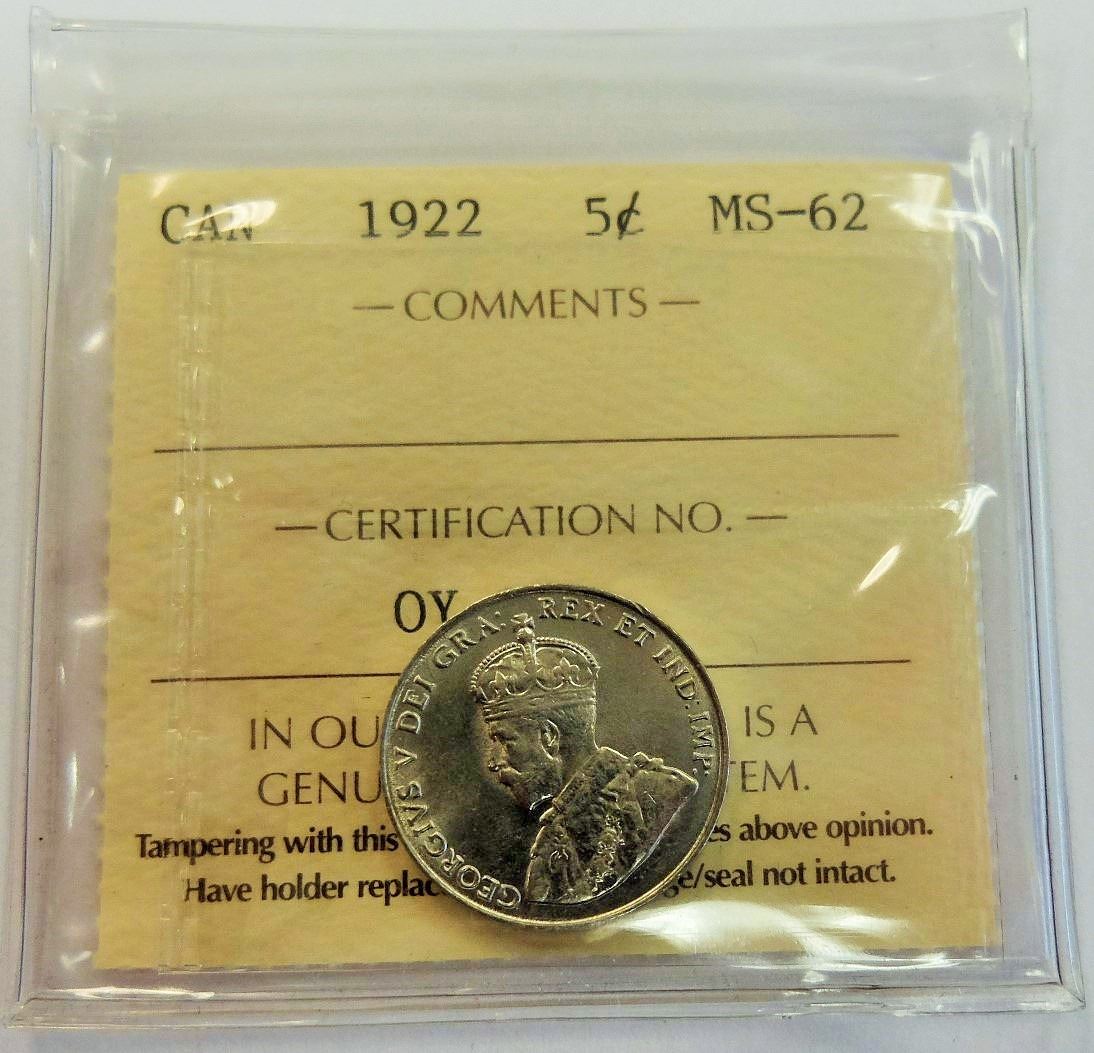 CAN 1922 5¢ MS-62
— COMMENTS —
— CERTIFICATION NO. —
OY
IN OU IS A
GENU TEM.
Tampering with this es above opinion.
Have holder replac ge/seal not intact.
GEORGIVS V DEI GRA: REX ET IND: IMP: